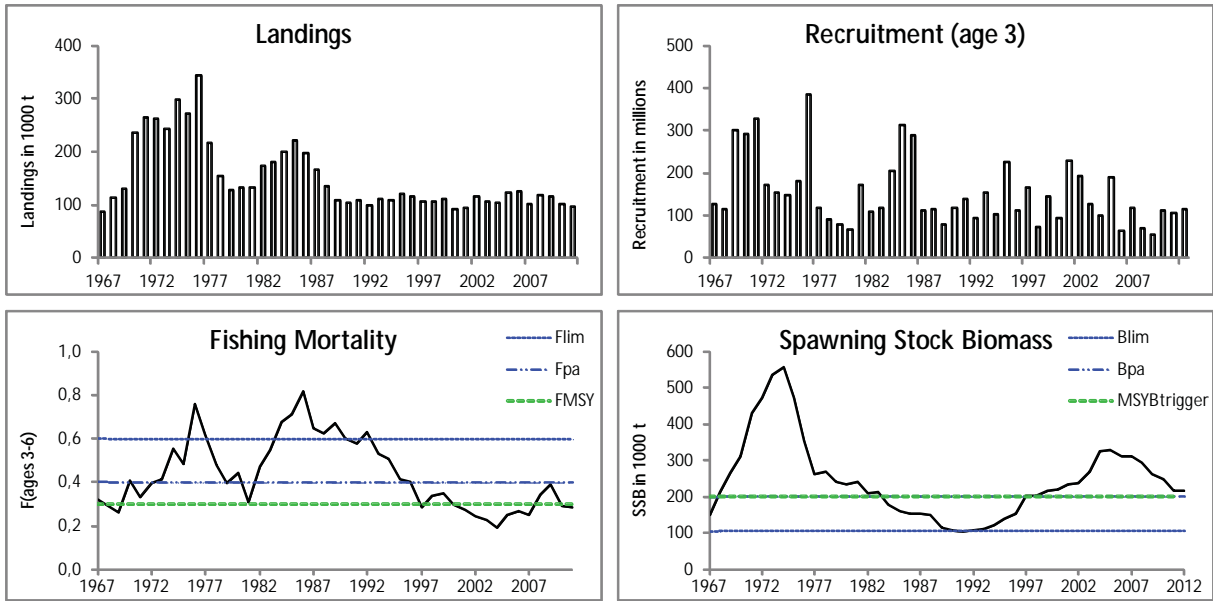 Landings
Landings in 1000 t
400
300
200
100
0
1967 1972 1977 1982 1987 1992 1997 2002 2007
Recruitment (age 3)
Recruitment in millions
500
400
300
200
100
0
1967 1972 1977 1982 1987 1992 1997 2002 2007
Fishing Mortality
F(ages 3-6)
1,0
0,8
0,6
0,4
0,2
0,0
1967 1972 1977 1982 1987 1992 1997 2002 2007
Flim
Fpa
FMSY
Spawning Stock Biomass
SSB in 1000 t
600
500
400
300
200
100
0
1967 1972 1977 1982 1987 1992 1997 2002 2007 2012
Blim
Bpa
MSYBtrigger